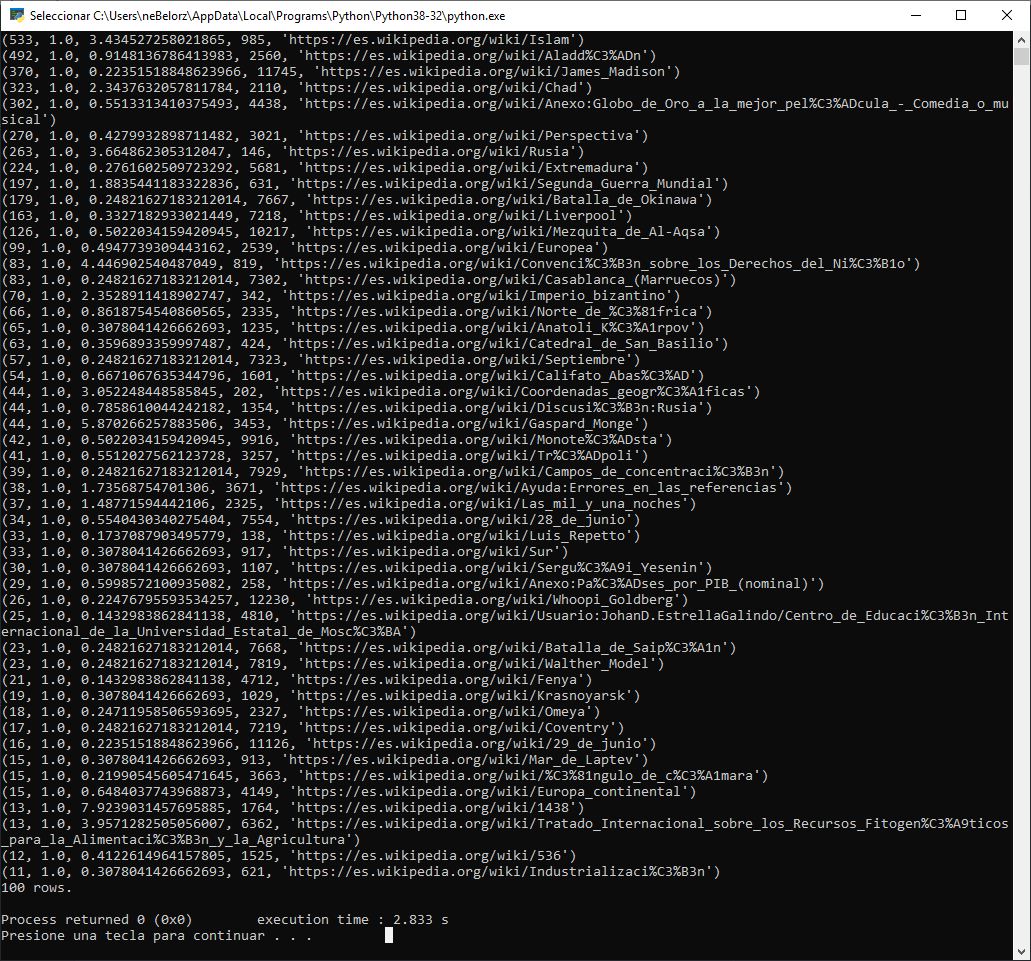 Seleccionar C:\Users\neBelorz\AppData\Local\Programs\Python\Python38-32\python.exe
(533, 1.0, 3.434527258021865, 985, 'https://es.wikipedia.org/wiki/Islam')
(492, 1.0, 0.9148136786413983, 2560, 'https://es.wikipedia.org/wiki/Aladd%C3%ADn')
(370, 1.0, 0.22351518848623966, 11745, 'https://es.wikipedia.org/wiki/James_Madison')
(323, 1.0, 2.3437632057811784, 2110, 'https://es.wikipedia.org/wiki/Chad')
(302, 1.0, 0.5513313410375493, 4438, 'https://es.wikipedia.org/wiki/Anexo:Globo_de_Oro_a_la_mejor_pel%C3%ADcula_-_Comedia_o_mu
sical')
(270, 1.0, 0.4279932898711482, 3021, 'https://es.wikipedia.org/wiki/Perspectiva')
(263, 1.0, 3.664862305312047, 146, 'https://es.wikipedia.org/wiki/Rusia')
(224, 1.0, 0.2761602509723292, 5681, 'https://es.wikipedia.org/wiki/Extremadura')
(197, 1.0, 1.8835441183322836, 631, 'https://es.wikipedia.org/wiki/Segunda_Guerra_Mundial')
(179, 1.0, 0.24821627183212014, 7667, 'https://es.wikipedia.org/wiki/Batalla_de_Okinawa')
(163, 1.0, 0.3327182933021449, 7218, 'https://es.wikipedia.org/wiki/Liverpool')
(126, 1.0, 0.5022034159420945, 10217, 'https://es.wikipedia.org/wiki/Mezquita_de_Al-Aqsa')
(99, 1.0, 0.4947739309443162, 2539, 'https://es.wikipedia.org/wiki/Europea')
(83, 1.0, 4.446902540487049, 819, 'https://es.wikipedia.org/wiki/Convenci%C3%B3n_sobre_los_Derechos_del_Ni%C3%B1o')
(83, 1.0, 0.24821627183212014, 7302, 'https://es.wikipedia.org/wiki/Casablanca_(Marruecos)')
(70, 1.0, 2.3528911418902747, 342, 'https://es.wikipedia.org/wiki/Imperio_bizantino')
(66, 1.0, 0.8618754540860565, 2335, 'https://es.wikipedia.org/wiki/Norte_de_%C3%81frica')
(65, 1.0, 0.3078041426662693, 1235, 'https://es.wikipedia.org/wiki/Anatoli_K%C3%A1rpov')
(63, 1.0, 0.3596893359997487, 424, 'https://es.wikipedia.org/wiki/Catedral_de_San_Basilio')
(57, 1.0, 0.24821627183212014, 7323, 'https://es.wikipedia.org/wiki/Septiembre')
(54, 1.0, 0.6671067635344796, 1601, 'https://es.wikipedia.org/wiki/Califato_Abas%C3%AD')
(44, 1.0, 3.052248448585845, 202, 'https://es.wikipedia.org/wiki/Coordenadas_geogr%C3%A1ficas')
(44, 1.0, 0.7858610044242182, 1354, 'https://es.wikipedia.org/wiki/Discusi%C3%B3n:Rusia')
(44, 1.0, 5.870266257883506, 3453, 'https://es.wikipedia.org/wiki/Gaspard_Monge')
(42, 1.0, 0.5022034159420945, 9916, 'https://es.wikipedia.org/wiki/Monote%C3%ADsta')
(41, 1.0, 0.5512027562123728, 3257, 'https://es.wikipedia.org/wiki/Tr%C3%ADpoli')
(39, 1.0, 0.24821627183212014, 7929, 'https://es.wikipedia.org/wiki/Campos_de_concentraci%C3%B3n')
(38, 1.0, 1.73568754701306, 3671, 'https://es.wikipedia.org/wiki/Ayuda:Errores_en_las_referencias')
(37, 1.0, 1.48771594442106, 2325, 'https://es.wikipedia.org/wiki/Las_mil_y_una_noches')
(34, 1.0, 0.5540430340275404, 7554, 'https://es.wikipedia.org/wiki/28_de_junio')
(33, 1.0, 0.1737087903495779, 138, 'https://es.wikipedia.org/wiki/Luis_Repetto')
(33, 1.0, 0.3078041426662693, 917, 'https://es.wikipedia.org/wiki/Sur')
(30, 1.0, 0.3078041426662693, 1107, 'https://es.wikipedia.org/wiki/Sergu%C3%A9i_Yesenin')
(29, 1.0, 0.5998572100935082, 258, 'https://es.wikipedia.org/wiki/Anexo:Pa%C3%ADses_por_PIB_(nominal)')
(26, 1.0, 0.22476795593534257, 12230, 'https://es.wikipedia.org/wiki/Whoopi_Goldberg')
(25, 1.0, 0.1432983862841138, 4810, 'https://es.wikipedia.org/wiki/Usuario:JohanD.EstrellaGalindo/Centro_de_Educaci%C3%B3n_Int
ernacional_de_la_Universidad_Estatal_de_Mosc%C3%BA')
(23, 1.0, 0.24821627183212014, 7668, 'https://es.wikipedia.org/wiki/Batalla_de_Saip%C3%A1n')
(23, 1.0, 0.24821627183212014, 7819, 'https://es.wikipedia.org/wiki/Walther_Model')
(21, 1.0, 0.1432983862841138, 4712, 'https://es.wikipedia.org/wiki/Fenya')
(19, 1.0, 0.3078041426662693, 1029, 'https://es.wikipedia.org/wiki/Krasnoyarsk')
(18, 1.0, 0.24711958506593695, 2327, 'https://es.wikipedia.org/wiki/Omeya')
(17, 1.0, 0.24821627183212014, 7219, 'https://es.wikipedia.org/wiki/Coventry')
(16, 1.0, 0.22351518848623966, 11126, 'https://es.wikipedia.org/wiki/29_de_junio')
(15, 1.0, 0.3078041426662693, 913, 'https://es.wikipedia.org/wiki/Mar_de_Laptev')
(15, 1.0, 0.21990545605471645, 3663, 'https://es.wikipedia.org/wiki/%C3%81ngulo_de_c%C3%A1mara')
(15, 1.0, 0.6484037743968873, 4149, 'https://es.wikipedia.org/wiki/Europa_continental')
(13, 1.0, 7.9239031457695885, 1764, 'https://es.wikipedia.org/wiki/1438')
(13, 1.0, 3.9571282505056007, 6362, 'https://es.wikipedia.org/wiki/Tratado_Internacional_sobre_los_Recursos_Fitogen%C3%A9ticos
_para_la_Alimentaci%C3%B3n_y_la_Agricultura')
(12, 1.0, 0.4122614964157805, 1525, 'https://es.wikipedia.org/wiki/536')
(11, 1.0, 0.3078041426662693, 621, 'https://es.wikipedia.org/wiki/Industrializaci%C3%B3n')
100 rows.
Process returned 0 (0x0)        execution time : 2.833 s
Presione una tecla para continuar . . .